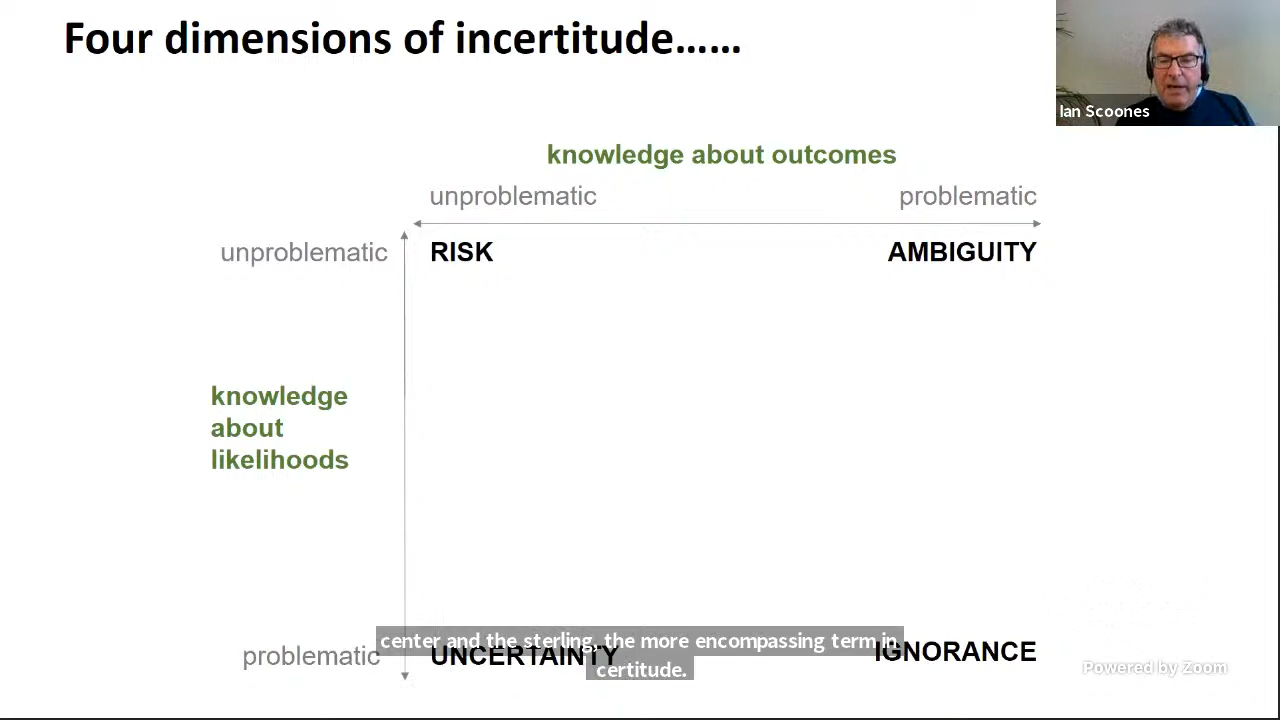 Four dimensions of incertitude......
Ian Scoones
knowledge about outcomes
unproblematic problematic
unproblematic RISK AMBIGUITY
knowledge
about
likelihoods
center and the sterling, the more encompassing term in
certitude.
problematic UNCERTAINTY IGNORANCE
Powered by Zoom